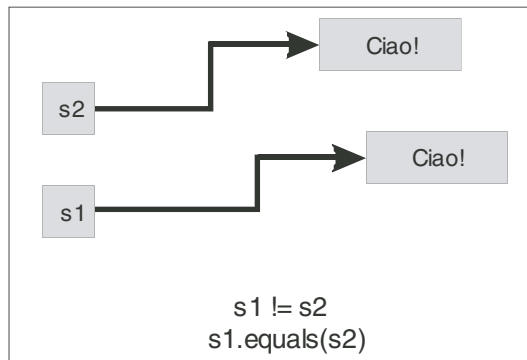 Ciao!
s2
Ciao!
s1
s1 != s2
s1.equals(s2)